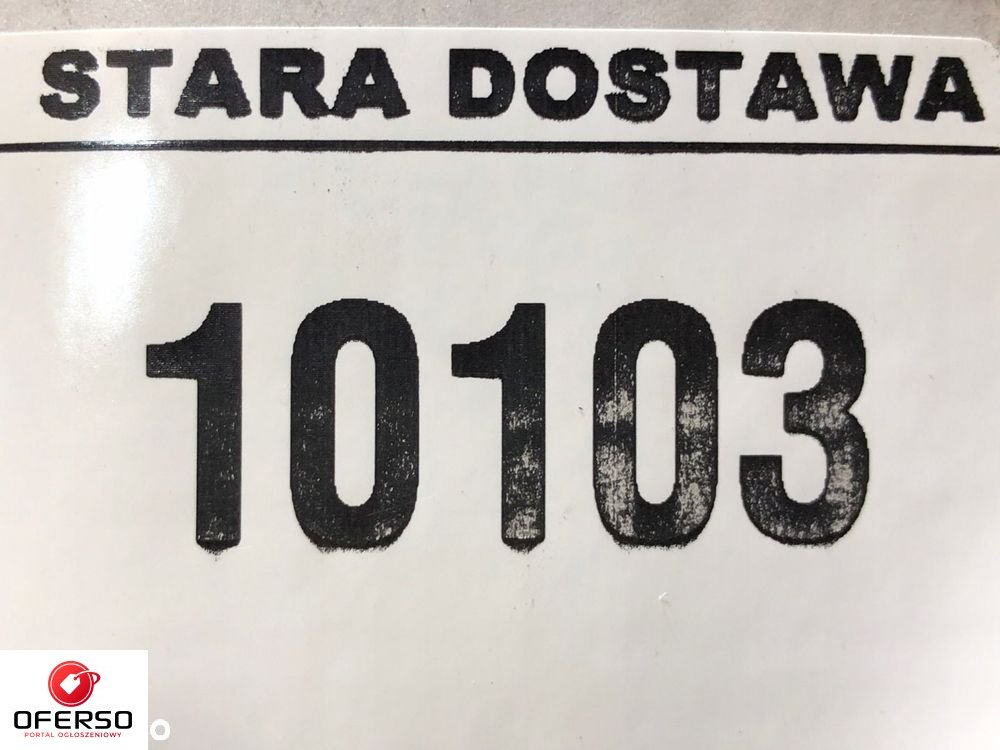 STARA DOSTAWA
10103
OFERSO
PORTAL OGŁOSZENIOWY